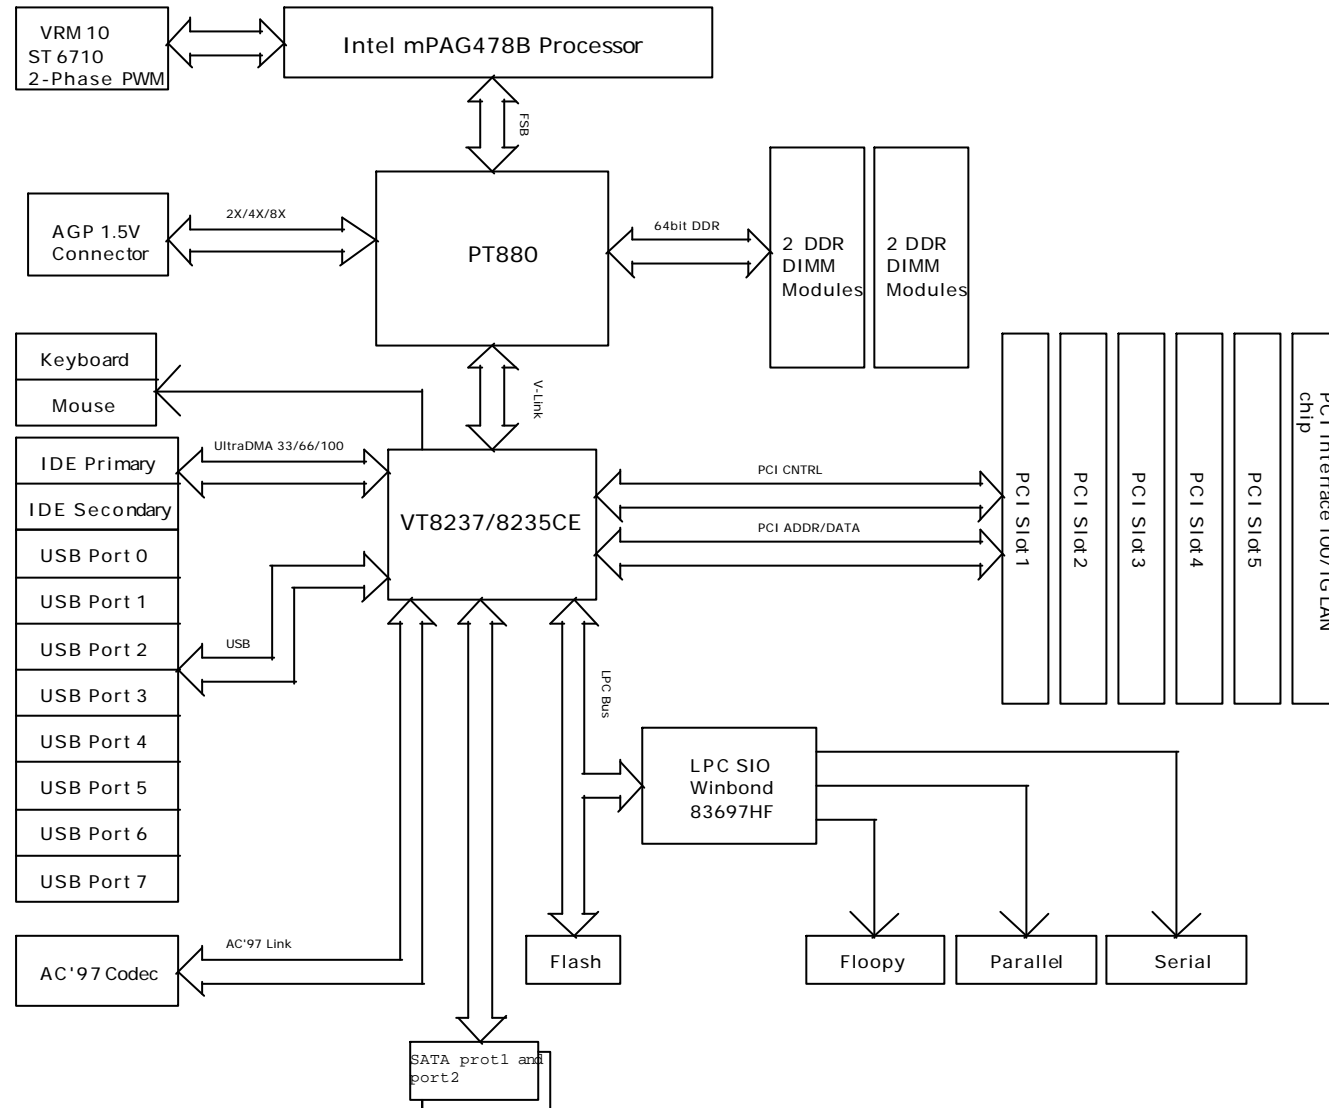 VRM 10
ST 6710
2-Phase PWM
Intel mPAG478B Processor
FSB
AGP 1.5V
Connector
2X/4X/8X
PT880
64bit DDR
2 DDR
DIMM
Modules
2 DDR
DIMM
Modules
Keyboard
Mouse
V-Link
IDE Primary
IDE Secondary
USB Port 0
USB Port 1
USB Port 2
USB Port 3
USB Port 4
USB Port 5
USB Port 6
USB Port 7
UltraDMA 33/66/100
VT8237/8235CE
USB
PCI CNTRL
PCI ADDR/DATA
PCI Slot 1
PCI Slot 2
PCI Slot 3
PCI Slot 4
PCI Slot 5
PCI Interface 100/1G LAN
chip
LPC Bus
LPC SIO
Winbond
83697HF
AC'97 Codec
AC'97 Link
Flash
Floopy
Parallel
Serial
SATA prot1 and
port2